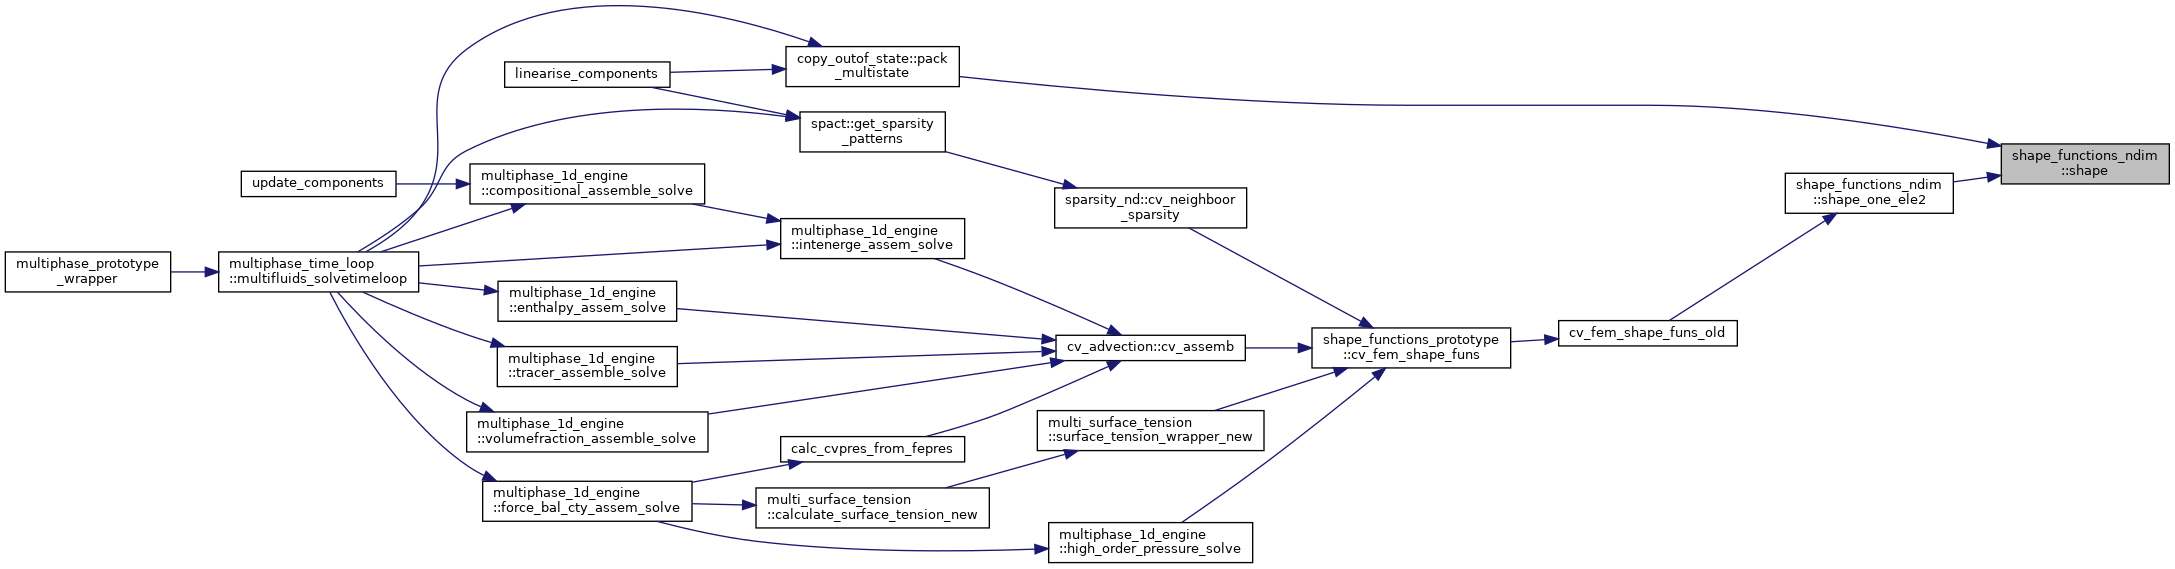 copy_outof_state::pack
_multistate
linearise_components
spact::get_sparsity
_patterns
shape_functions_ndim
::shape
update_components
multiphase_1d_engine
::compositional_assemble_solve
shape_functions_ndim
::shape_one_ele2
sparsity_nd::cv_neighboor
_sparsity
multiphase_1d_engine
::intenerge_assem_solve
multiphase_prototype
_wrapper
multiphase_time_loop
::multifluids_solvetimeloop
multiphase_1d_engine
::enthalpy_assem_solve
cv_fem_shape_funs_old
shape_functions_prototype
::cv_fem_shape_funs
cv_advection::cv_assemb
multiphase_1d_engine
::tracer_assemble_solve
multiphase_1d_engine
::volumefraction_assemble_solve
multi_surface_tension
::surface_tension_wrapper_new
calc_cvpres_from_fepres
multiphase_1d_engine
::force_bal_cty_assem_solve
multi_surface_tension
::calculate_surface_tension_new
multiphase_1d_engine
::high_order_pressure_solve